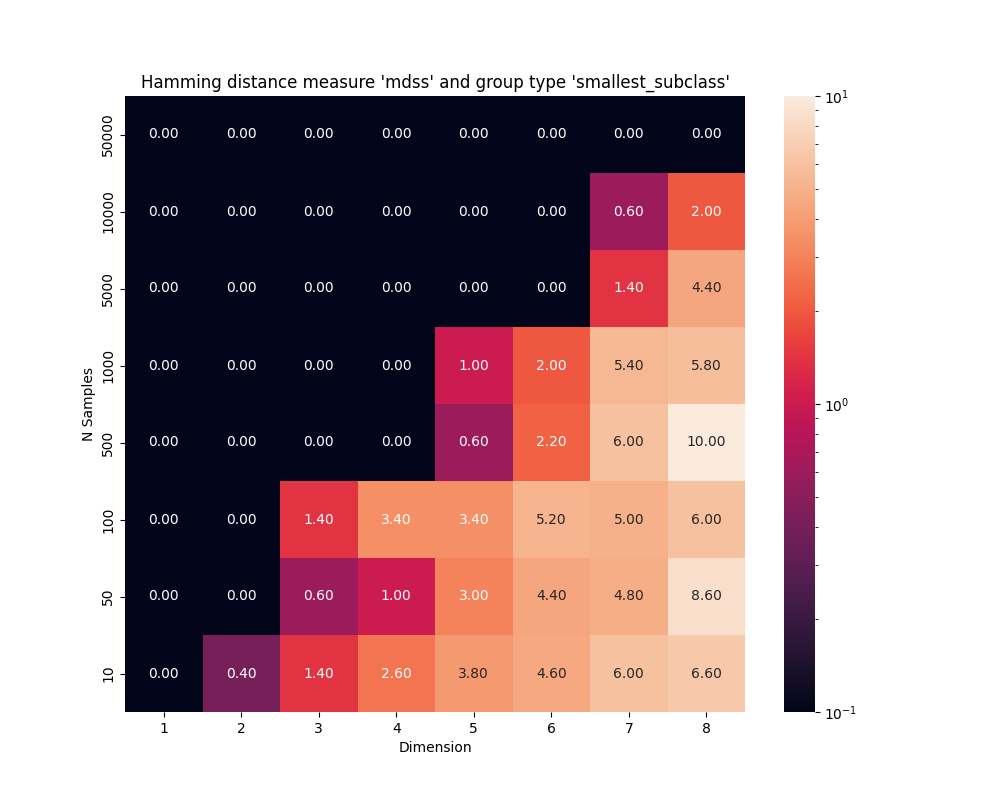 Hamming distance measure 'mdss' and group type 'smallest_subclass'
50000 0.00 0.00 0.00 0.00 0.00 0.00 0.00 0.00
10000 0.00 0.00 0.00 0.00 0.00 0.00 0.60 2.00
5000 0.00 0.00 0.00 0.00 0.00 0.00 1.40 4.40
1000 0.00 0.00 0.00 0.00 1.00 2.00 5.40 5.80
500 0.00 0.00 0.00 0.00 0.60 2.20 6.00 10.00
100 0.00 0.00 1.40 3.40 3.40 5.20 5.00 6.00
50 0.00 0.00 0.60 1.00 3.00 4.40 4.80 8.60
10 0.00 0.40 1.40 2.60 3.80 4.60 6.00 6.60
1 2 3 4 5 6 7 8
Dimension
N Samples
10¹
10⁰
10⁻¹